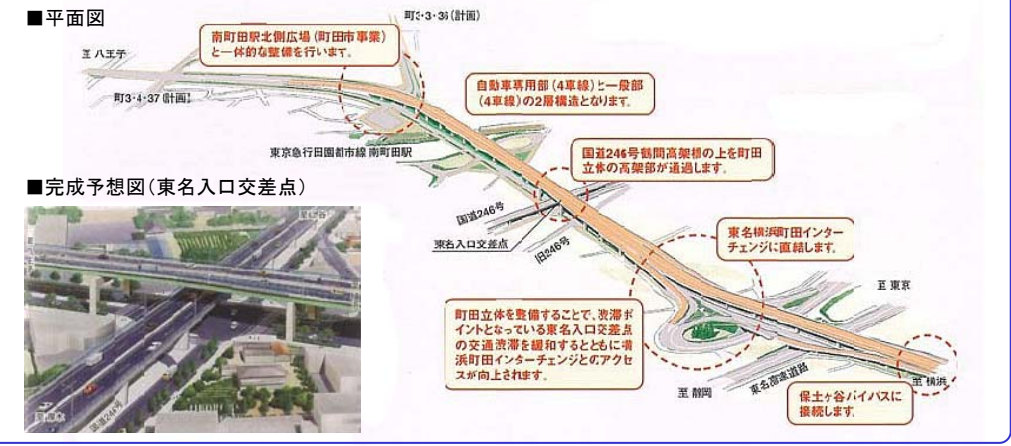 ■平面図
町3・3・36(計画)
至 八王子
南町田駅北側広場(町田市事業)
と一体的な整備を行います。
町3・4・37(計画)
自動車専用部(4車線)と一般部
(4車線)の2層構造となります。
東京急行田園都市線 南町田駅
国道246号鶴間高架橋の上を町田
立体の高架部が通過します。
■完成予想図(東名入口交差点)
国道246号
東名入口交差点
旧246号
東名横浜町田インター
チェンジに直結します。
至 東京
町田立体を整備することで、渋滞ポ
イントとなっている東名入口交差点
の交通渋滞を緩和するとともに横
浜町田インターチェンジとのアクセ
スが向上されます。
至 静岡
東名高速道路
至 横浜
保土ヶ谷バイパスに
接続します。
国道246号